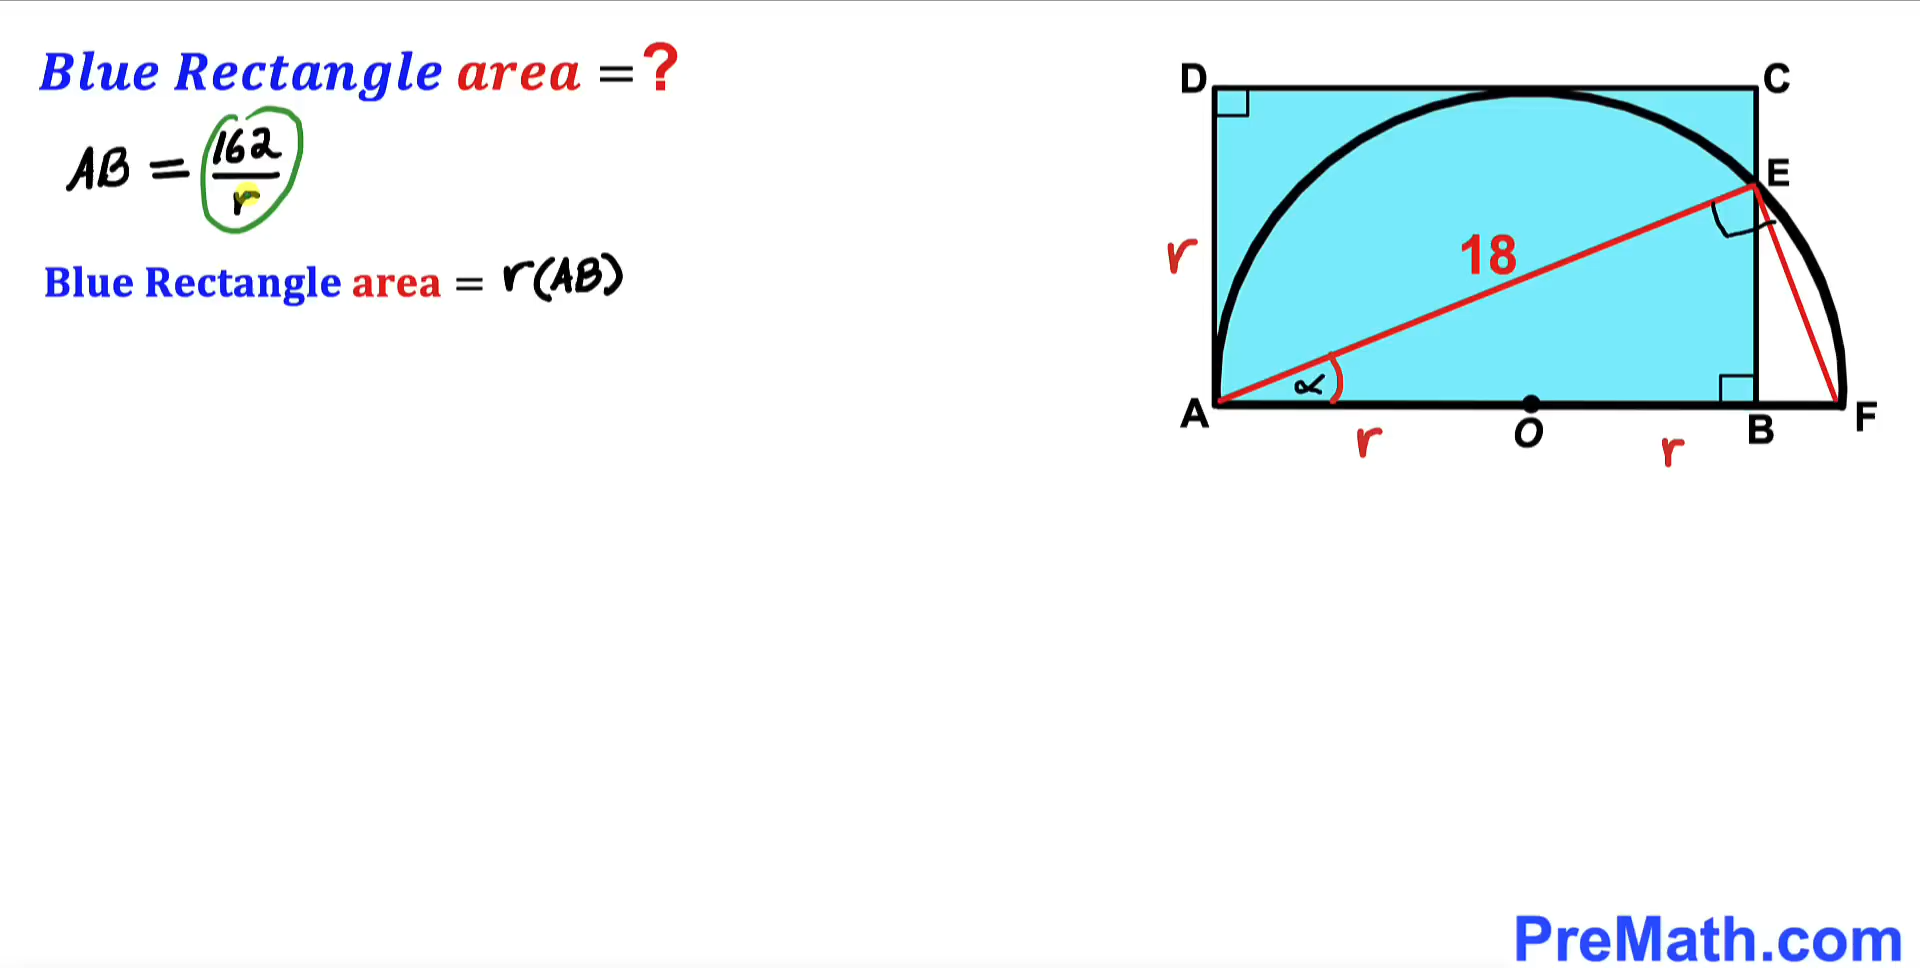 Blue Rectangle area = ?
AB = 162/r
Blue Rectangle area = r(AB)
D
C
E
r
18
α
A
r
O
r
B
F
PreMath.com